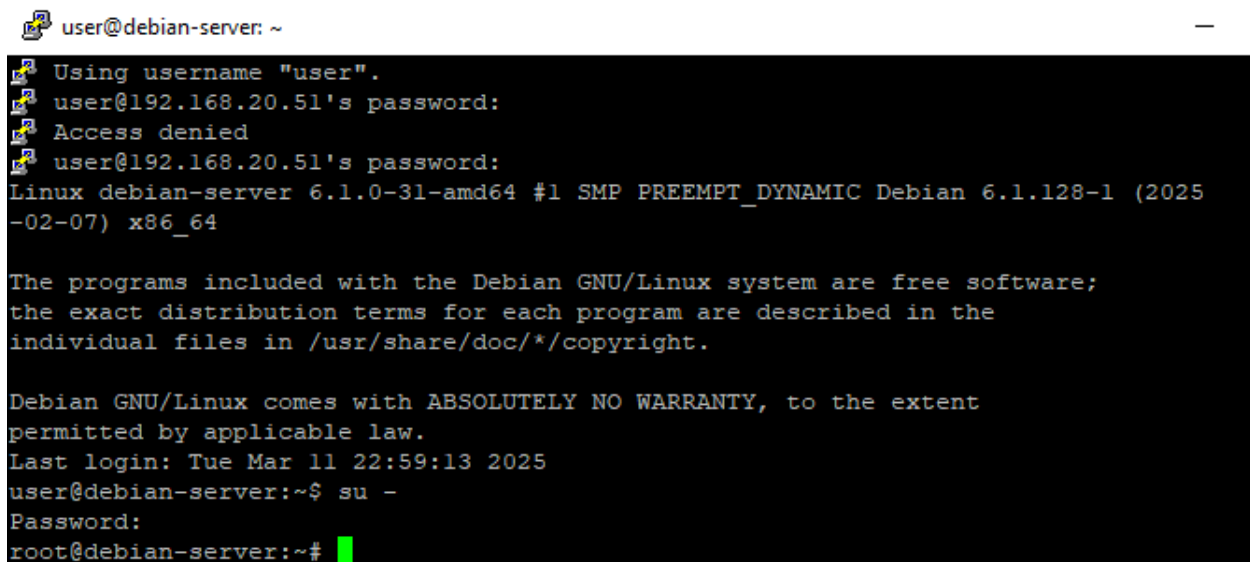 user@debian-server: ~
Using username "user".
user@192.168.20.51's password:
Access denied
user@192.168.20.51's password:
Linux debian-server 6.1.0-31-amd64 #1 SMP PREEMPT_DYNAMIC Debian 6.1.128-1 (2025
-02-07) x86_64
The programs included with the Debian GNU/Linux system are free software;
the exact distribution terms for each program are described in the
individual files in /usr/share/doc/*/copyright.
Debian GNU/Linux comes with ABSOLUTELY NO WARRANTY, to the extent
permitted by applicable law.
Last login: Tue Mar 11 22:59:13 2025
user@debian-server:~$ su -
Password:
root@debian-server:~#